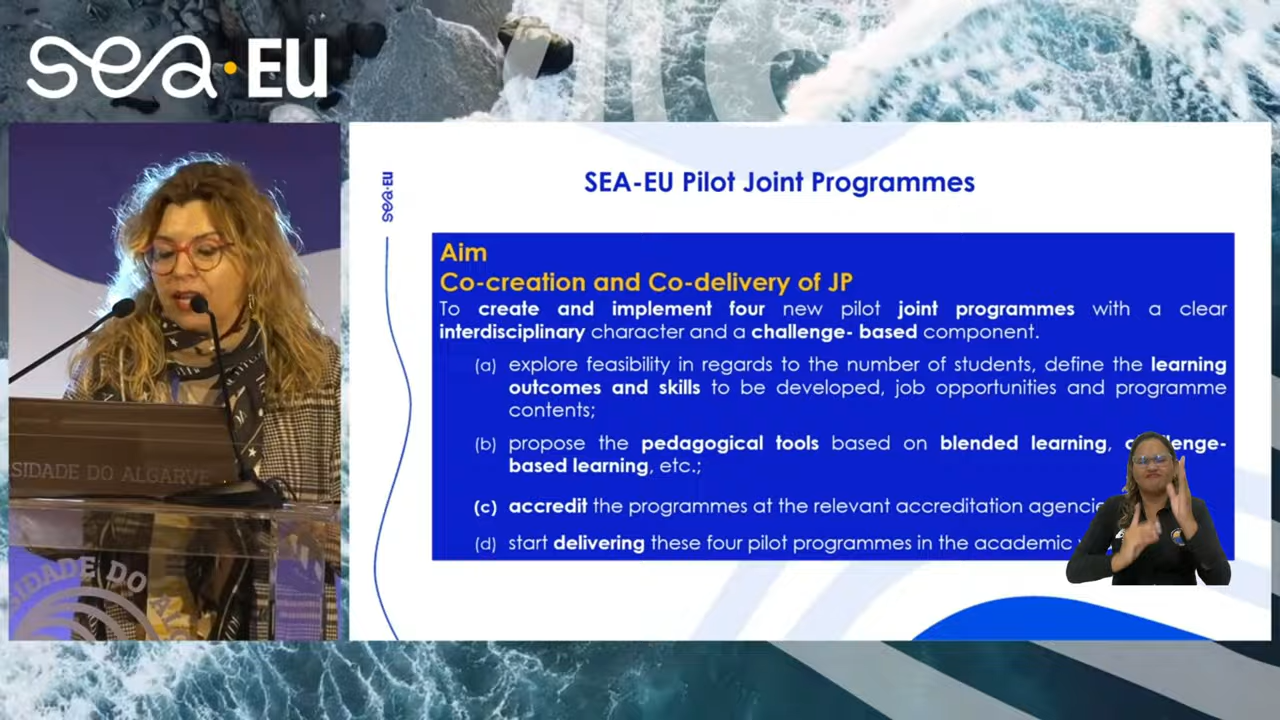 sea·EU
sea·EU
SEA-EU Pilot Joint Programmes
Aim
Co-creation and Co-delivery of JP
To create and implement four new pilot joint programmes with a clear
interdisciplinary character and a challenge- based component.
(a) explore feasibility in regards to the number of students, define the learning
outcomes and skills to be developed, job opportunities and programme
contents;
(b) propose the pedagogical tools based on blended learning,
based learning, etc.;
(c) accredit the programmes at the relevant accreditation
(d) start delivering these four pilot programmes in the academic
SIDADE DO ALGARVE
SIDADE DO